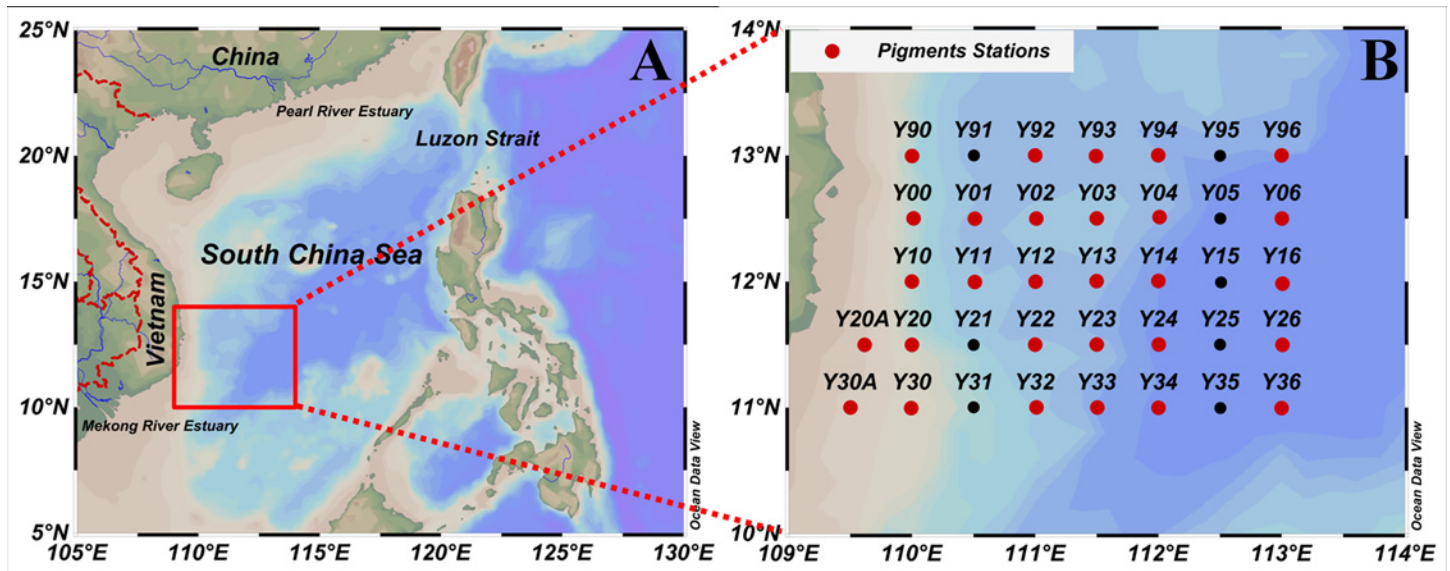 25°N
20°N
15°N
10°N
5°N
105°E 110°E 115°E 120°E 125°E 130°E
A
China
Pearl River Estuary
Luzon Strait
South China Sea
Vietnam
Mekong River Estuary
Ocean Data View
14°N
13°N
12°N
11°N
10°N
109°E 110°E 111°E 112°E 113°E 114°E
Pigments Stations
B
Y90 Y91 Y92 Y93 Y94 Y95 Y96
Y00 Y01 Y02 Y03 Y04 Y05 Y06
Y10 Y11 Y12 Y13 Y14 Y15 Y16
Y20A Y20 Y21 Y22 Y23 Y24 Y25 Y26
Y30A Y30 Y31 Y32 Y33 Y34 Y35 Y36
Ocean Data View